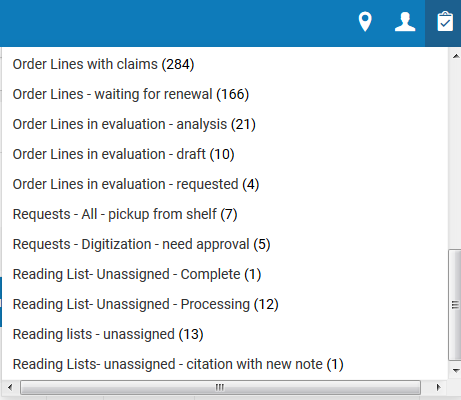 Order Lines with claims (284)
Order Lines - waiting for renewal (166)
Order Lines in evaluation - analysis (21)
Order Lines in evaluation - draft (10)
Order Lines in evaluation - requested (4)
Requests - All - pickup from shelf (7)
Requests - Digitization - need approval (5)
Reading List- Unassigned - Complete (1)
Reading List- Unassigned - Processing (12)
Reading lists - unassigned (13)
Reading Lists- unassigned - citation with new note (1)